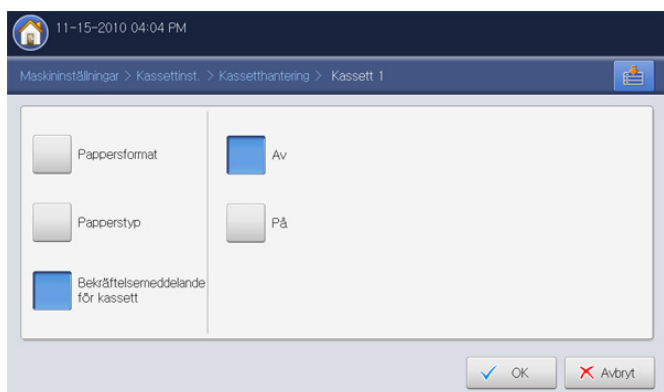 11-15-2010 04:04 PM
Maskininställningar > Kassettinst. > Kassetthantering > Kassett 1
Pappersformat
Av
Papperstyp
På
Bekräftelsemeddelande
för kassett
OK
Avbryt